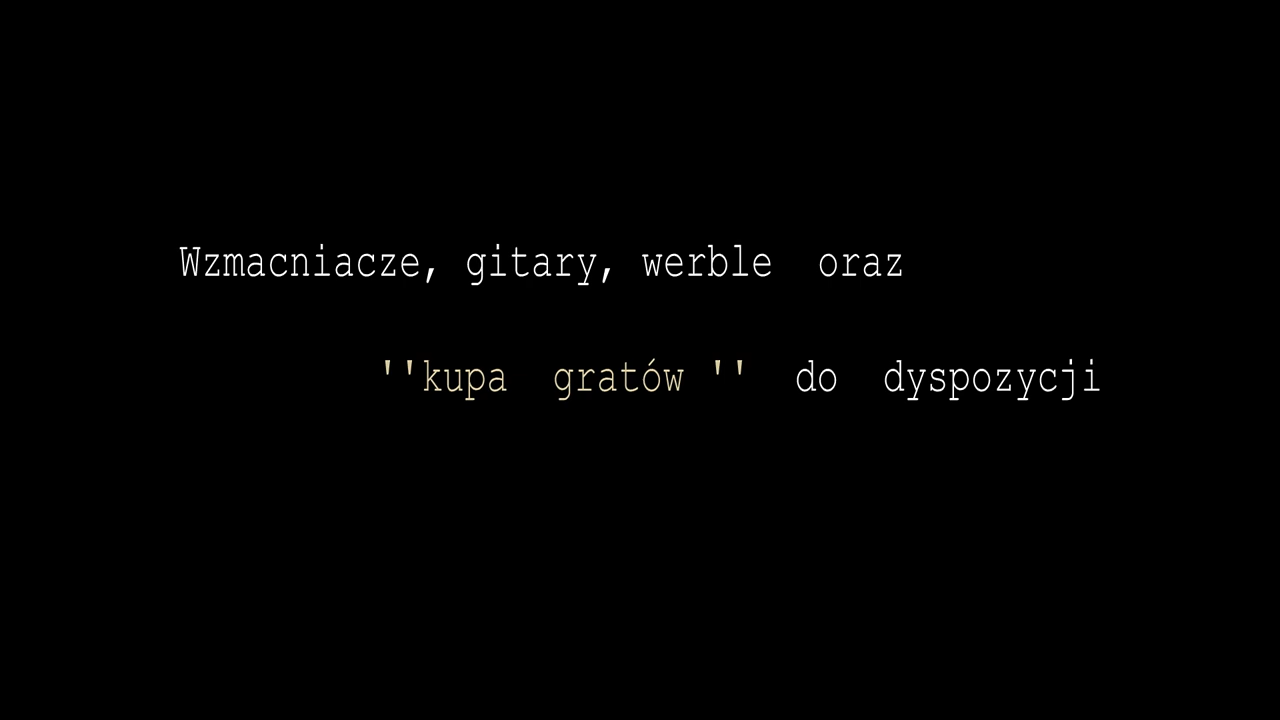 Wzmacniacze, gitary, werble oraz
''kupa gratów '' do dyspozycji